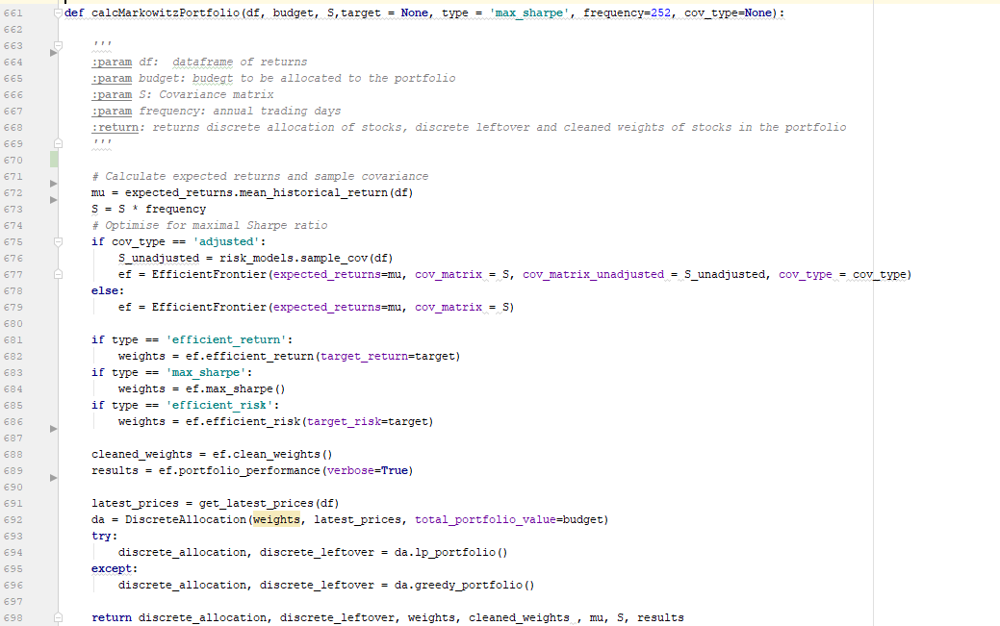 661 def calcMarkowitzPortfolio(df, budget, S,target = None, type = 'max_sharpe', frequency=252, cov_type=None):
662
663 '''
664 :param df:  dataframe of returns
665 :param budget: budegt to be allocated to the portfolio
666 :param S: Covariance matrix
667 :param frequency: annual trading days
668 :return: returns discrete allocation of stocks, discrete leftover and cleaned weights of stocks in the portfolio
669 '''
670
671 # Calculate expected returns and sample covariance
672 mu = expected_returns.mean_historical_return(df)
673 S = S * frequency
674 # Optimise for maximal Sharpe ratio
675 if cov_type == 'adjusted':
676 S_unadjusted = risk_models.sample_cov(df)
677 ef = EfficientFrontier(expected_returns=mu, cov_matrix = S, cov_matrix_unadjusted = S_unadjusted, cov_type = cov_type)
678 else:
679 ef = EfficientFrontier(expected_returns=mu, cov_matrix = S)
680
681 if type == 'efficient_return':
682 weights = ef.efficient_return(target_return=target)
683 if type == 'max_sharpe':
684 weights = ef.max_sharpe()
685 if type == 'efficient_risk':
686 weights = ef.efficient_risk(target_risk=target)
687
688 cleaned_weights = ef.clean_weights()
689 results = ef.portfolio_performance(verbose=True)
690
691 latest_prices = get_latest_prices(df)
692 da = DiscreteAllocation(weights, latest_prices, total_portfolio_value=budget)
693 try:
694 discrete_allocation, discrete_leftover = da.lp_portfolio()
695 except:
696 discrete_allocation, discrete_leftover = da.greedy_portfolio()
697
698 return discrete_allocation, discrete_leftover, weights, cleaned_weights , mu, S, results